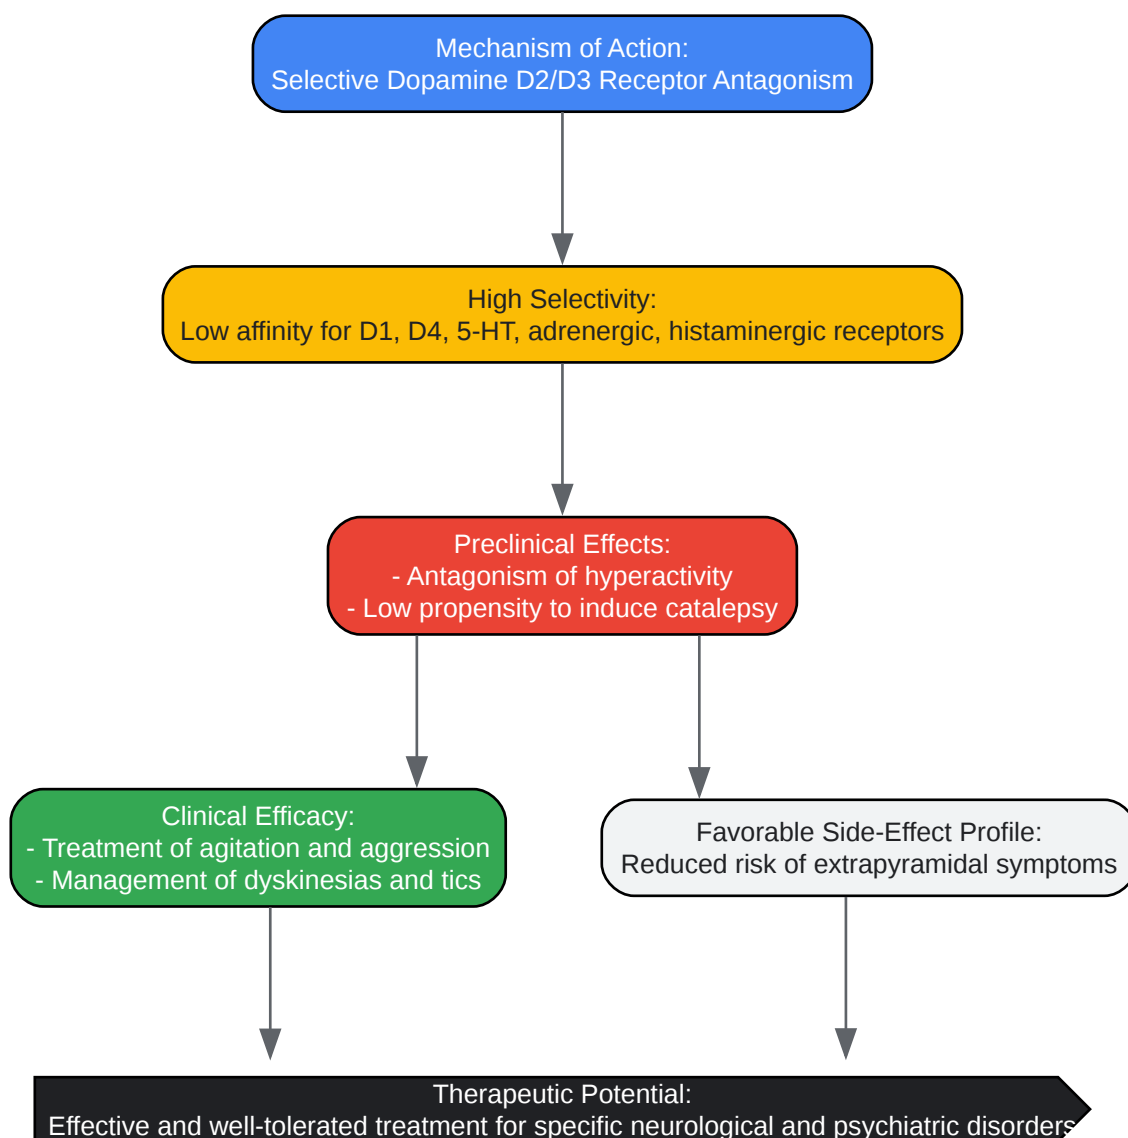 Mechanism of Action:
Selective Dopamine D2/D3 Receptor Antagonism
High Selectivity:
Low affinity for D1, D4, 5-HT, adrenergic, histaminergic receptors
Preclinical Effects:
- Antagonism of hyperactivity
- Low propensity to induce catalepsy
Clinical Efficacy:
- Treatment of agitation and aggression
- Management of dyskinesias and tics
Favorable Side-Effect Profile:
Reduced risk of extrapyramidal symptoms
Therapeutic Potential:
Effective and well-tolerated treatment for specific neurological and psychiatric disorders